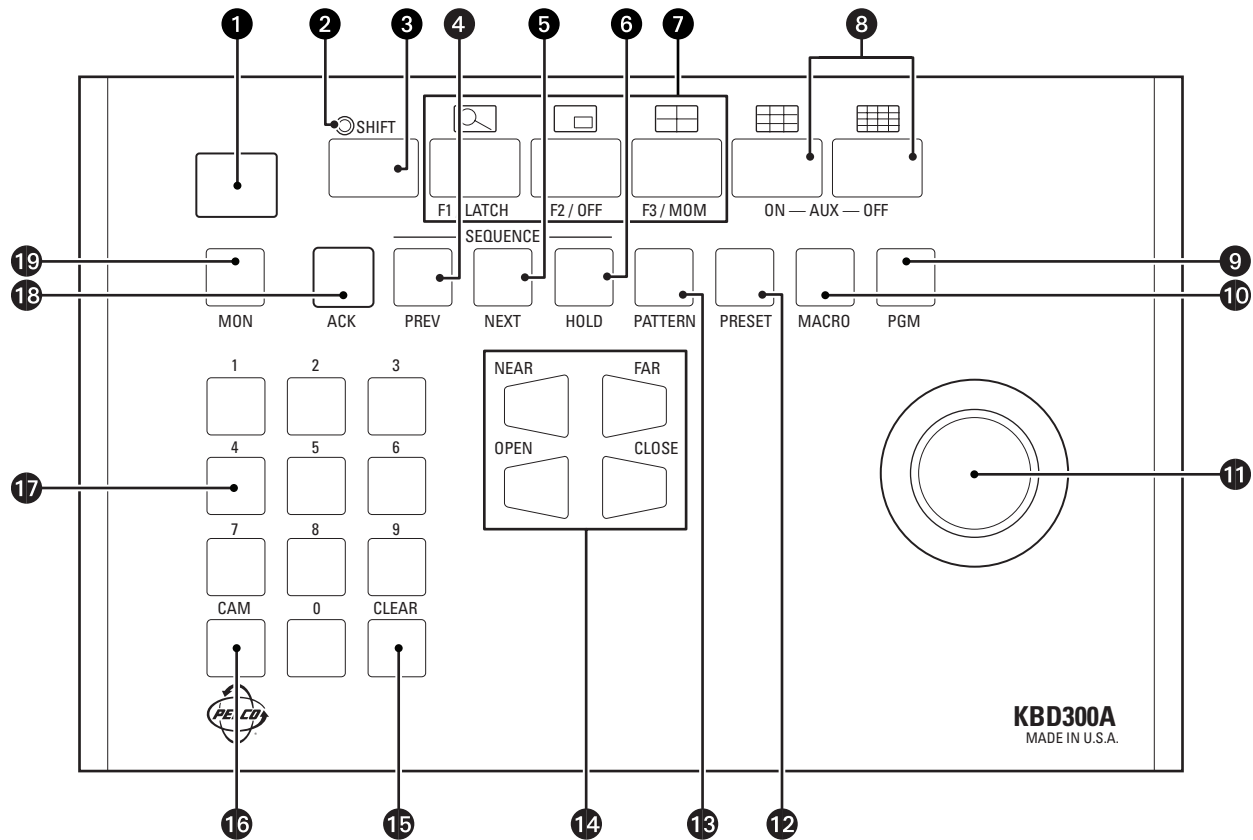 1 2 3 4 5 6 7 8
SHIFT
F1 LATCH F2 / OFF F3 / MOM ON — AUX — OFF
SEQUENCE
19 9
18 10
MON ACK PREV NEXT HOLD PATTERN PRESET MACRO PGM
1 2 3
NEAR FAR
4 5 6
OPEN CLOSE
17 11
7 8 9
CAM 0 CLEAR
PELCO
KBD300A
MADE IN U.S.A.
16 15 14 13 12